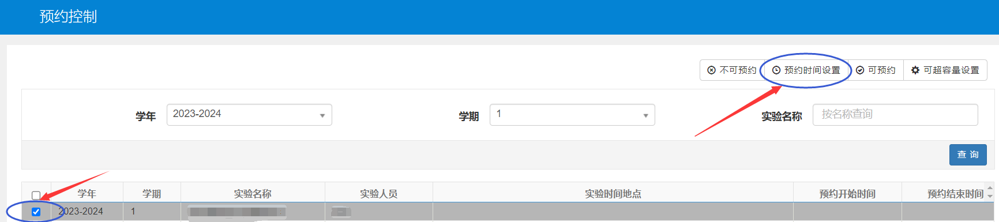 预约控制
不可预约 预约时间设置 可预约 可超容量设置
学年 2023-2024 学期 1 实验名称 按名称查询
查 询
学年 学期 实验名称 实验人员 实验时间地点 预约开始时间 预约结束时间
2023-2024 1